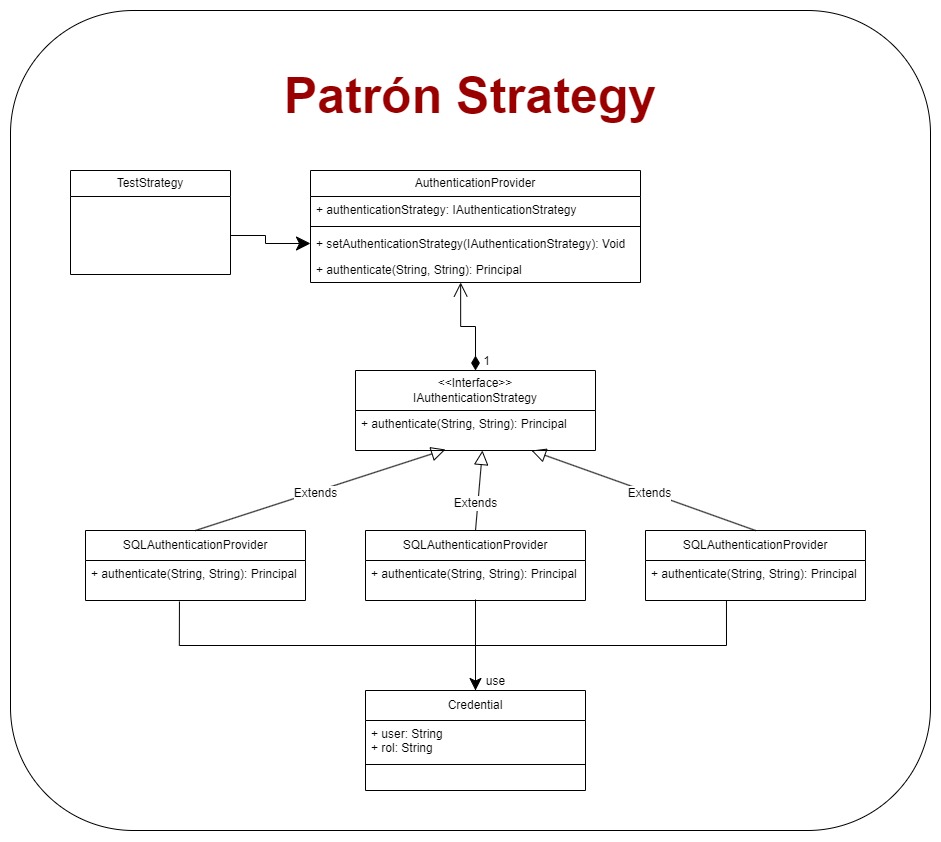 Patrón Strategy
TestStrategy
AuthenticationProvider
+ authenticationStrategy: IAuthenticationStrategy
+ setAuthenticationStrategy(IAuthenticationStrategy): Void
+ authenticate(String, String): Principal
1
<<Interface>>
IAuthenticationStrategy
+ authenticate(String, String): Principal
Extends
Extends
Extends
SQLAuthenticationProvider
+ authenticate(String, String): Principal
SQLAuthenticationProvider
+ authenticate(String, String): Principal
SQLAuthenticationProvider
+ authenticate(String, String): Principal
use
Credential
+ user: String
+ rol: String